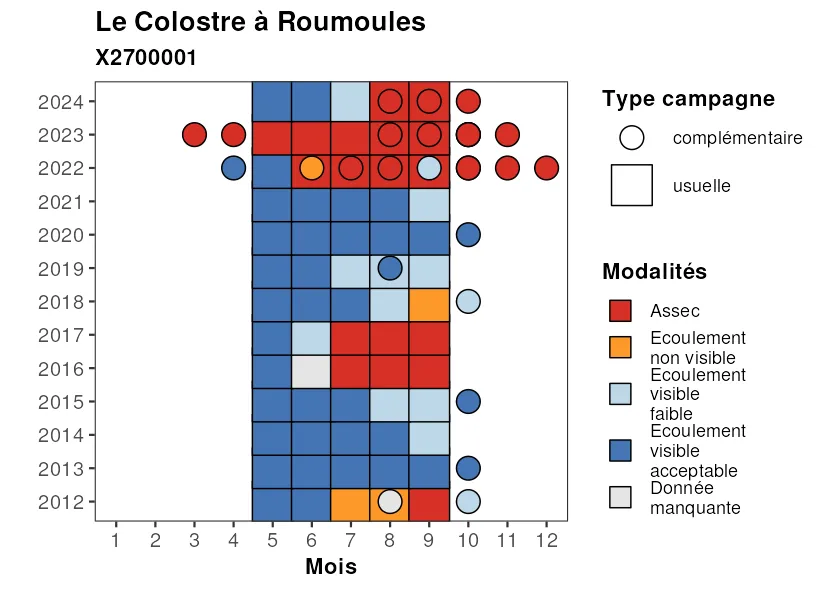 Le Colostre à Roumoules
X2700001
2024
2023
2022
2021
2020
2019
2018
2017
2016
2015
2014
2013
2012
1 2 3 4 5 6 7 8 9 10 11 12
Mois
Type campagne
complémentaire
usuelle
Modalités
Assec
Ecoulement
non visible
Ecoulement
visible
faible
Ecoulement
visible
acceptable
Donnée
manquante